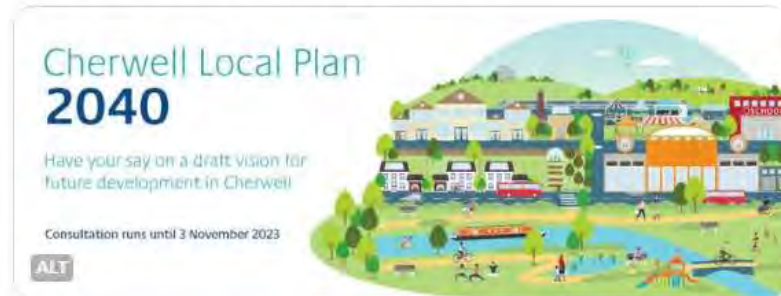 Cherwell Local Plan
2040
Have your say on a draft vision for
future development in Cherwell
Consultation runs until 3 November 2023
ALT
SCHOOL